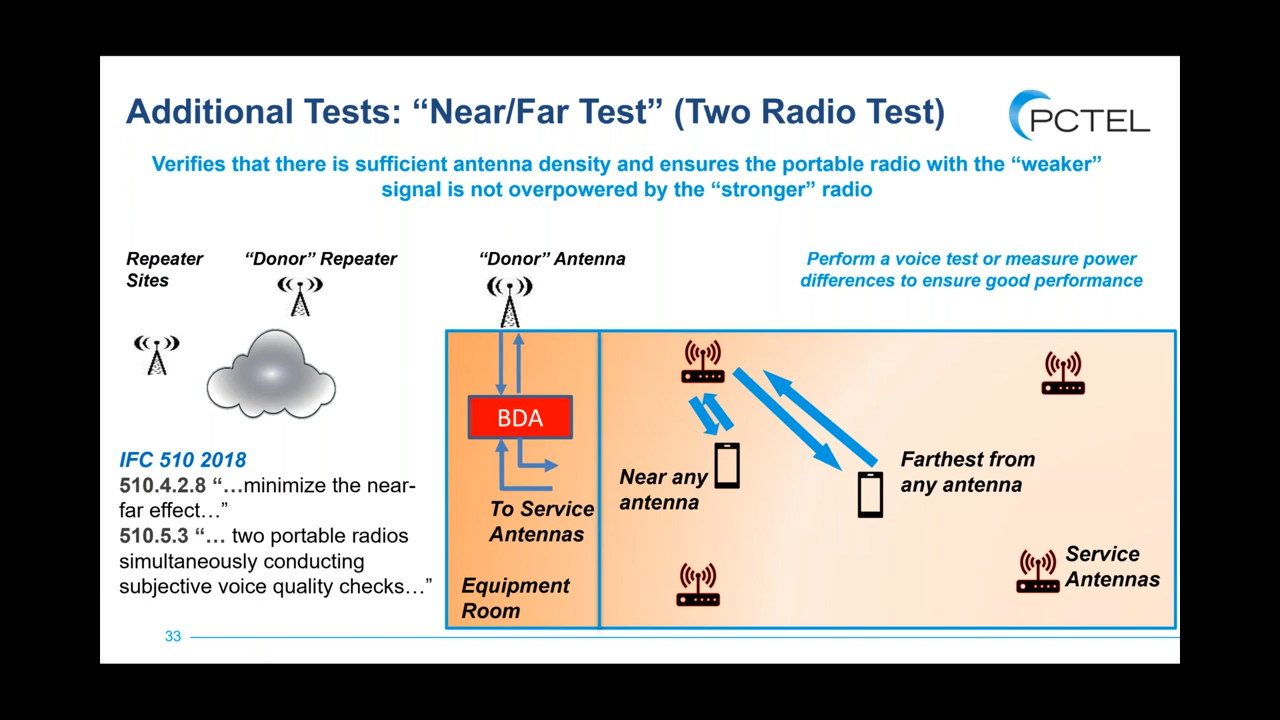 Additional Tests: “Near/Far Test” (Two Radio Test)
PCTEL
Verifies that there is sufficient antenna density and ensures the portable radio with the “weaker”
signal is not overpowered by the “stronger” radio
Repeater
Sites
“Donor” Repeater
“Donor” Antenna
Perform a voice test or measure power
differences to ensure good performance
BDA
To Service
Antennas
Equipment
Room
Near any
antenna
Farthest from
any antenna
Service
Antennas
IFC 510 2018
510.4.2.8 “…minimize the near-
far effect…”
510.5.3 “… two portable radios
simultaneously conducting
subjective voice quality checks…”
33